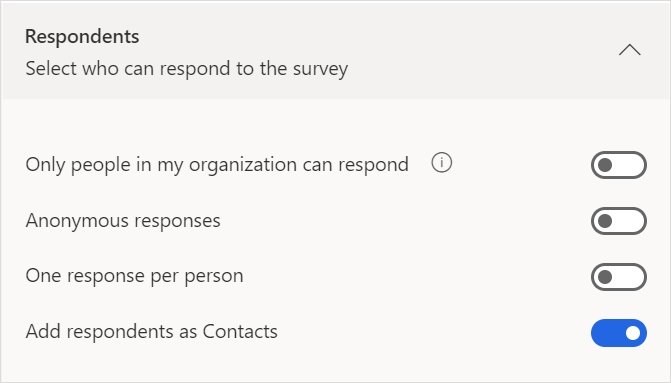 Respondents
Select who can respond to the survey
Only people in my organization can respond
Anonymous responses
One response per person
Add respondents as Contacts